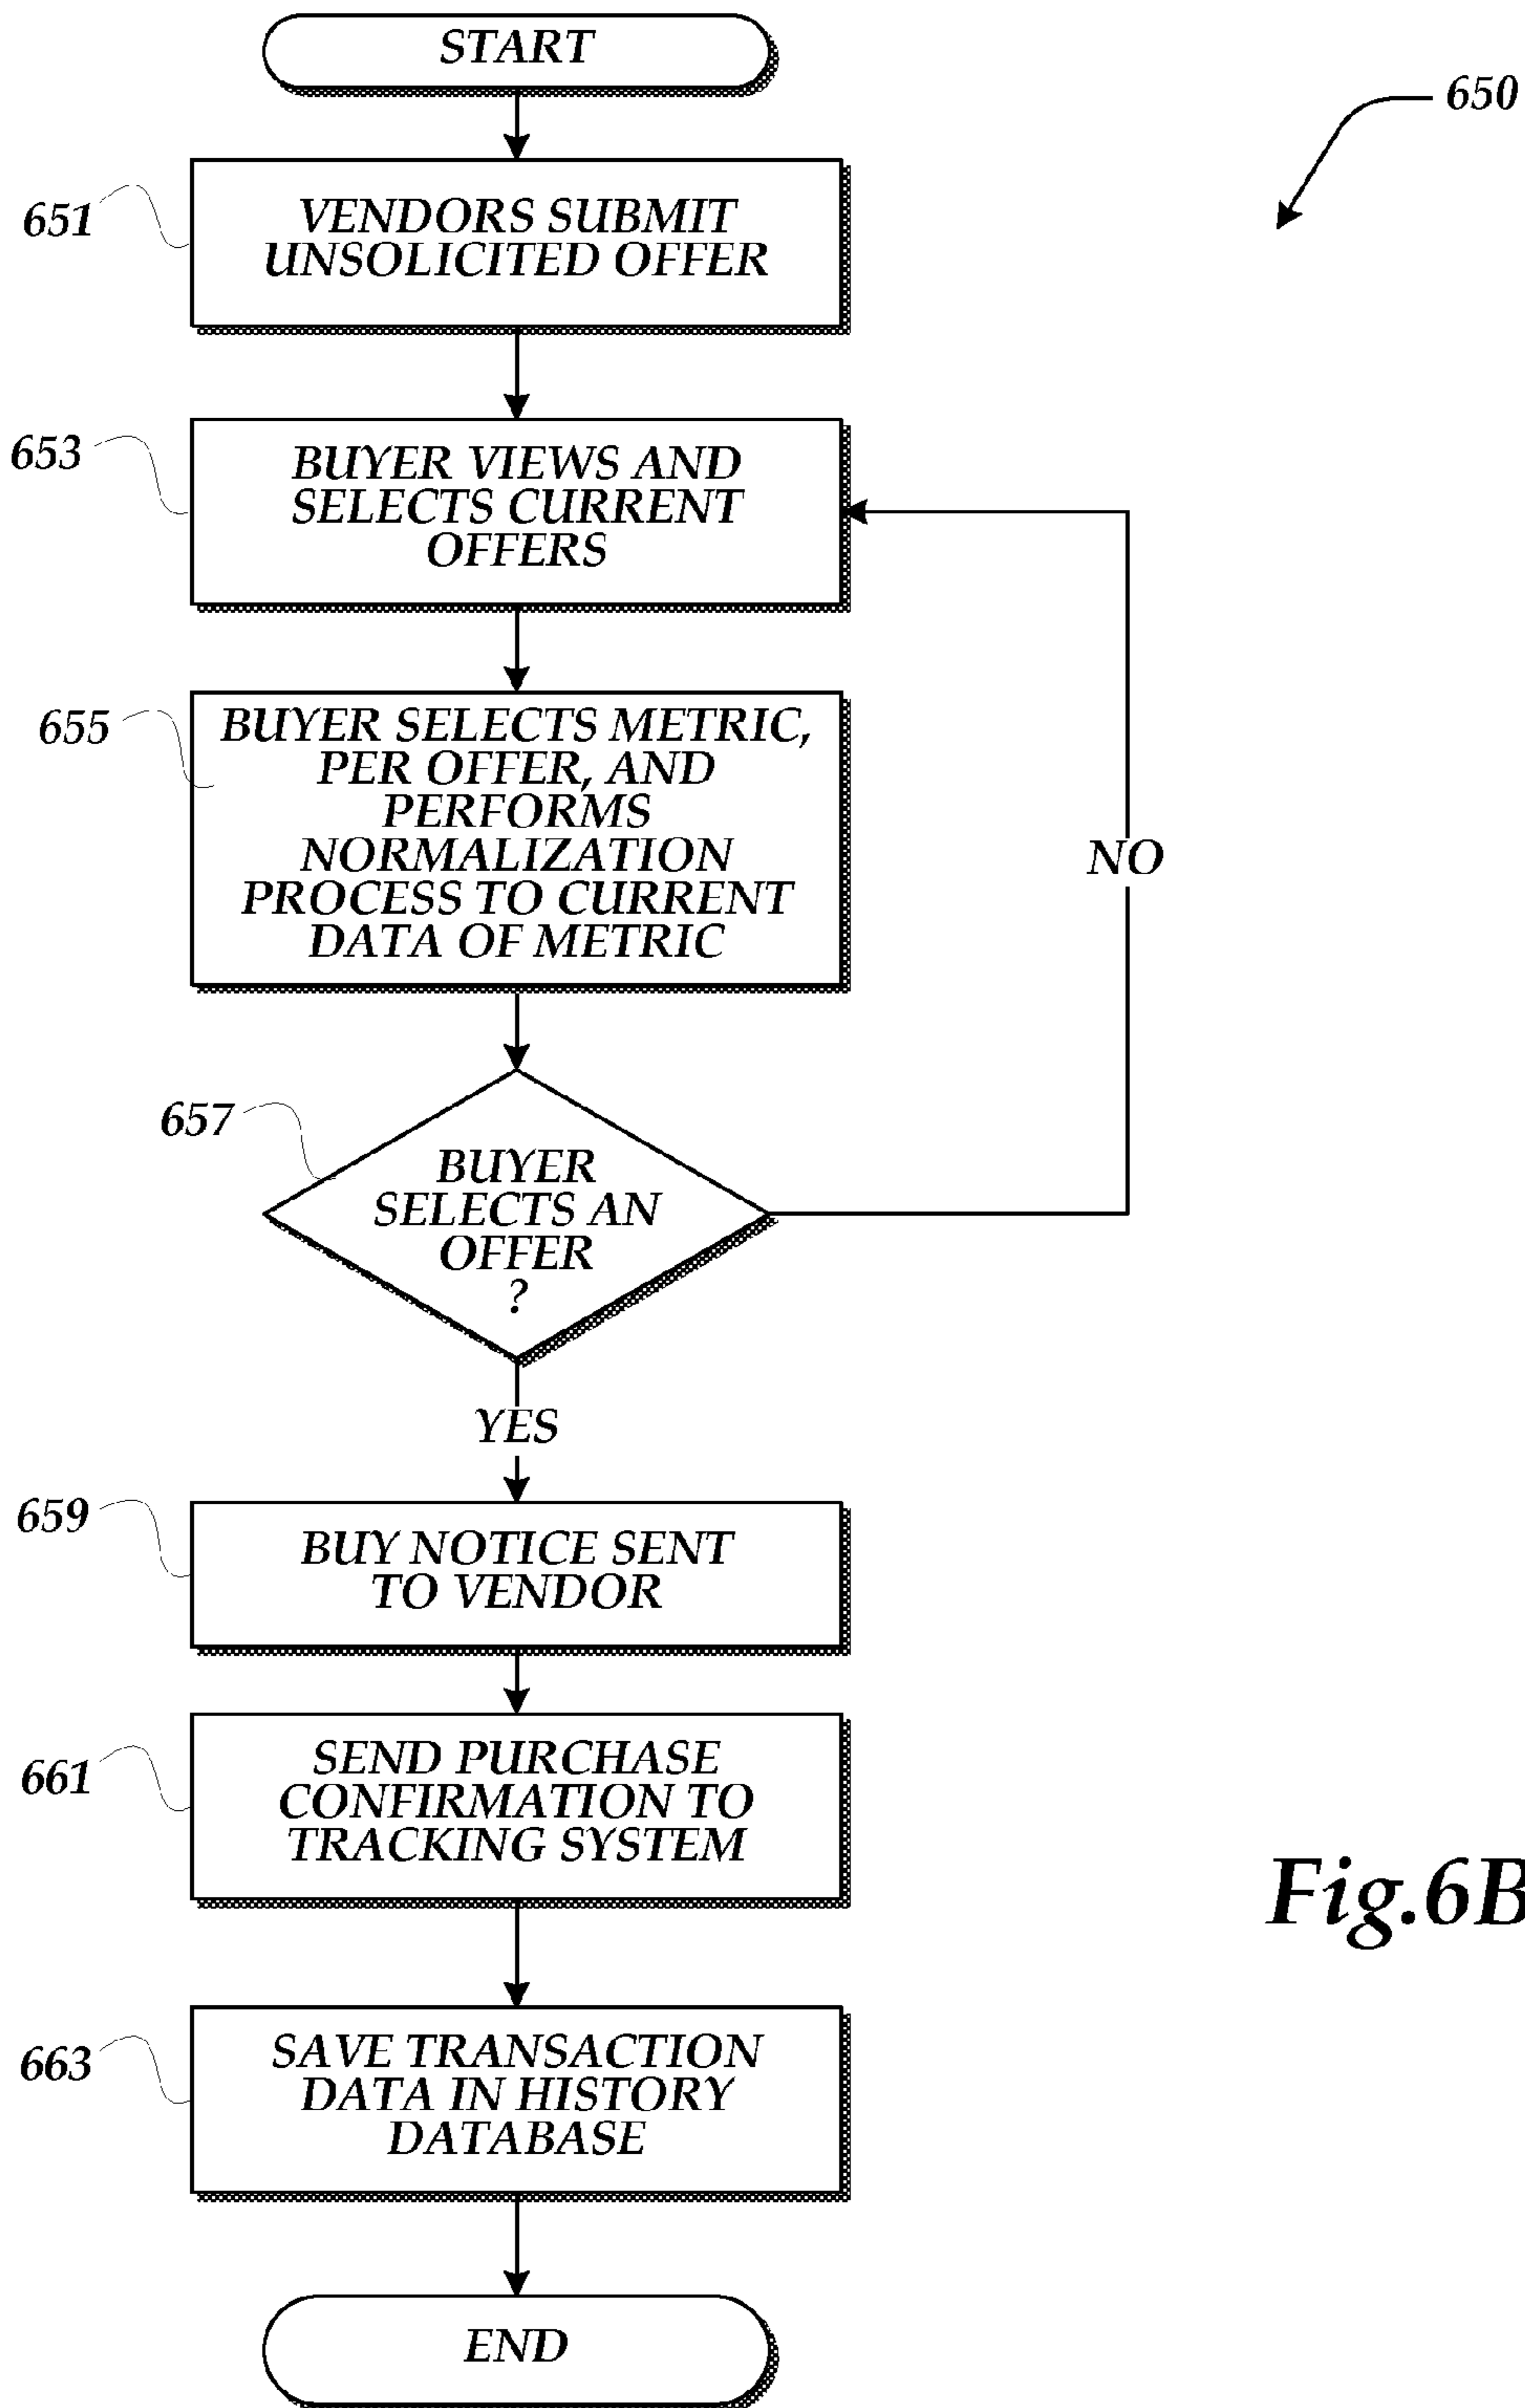 START
650
651
VENDORS SUBMIT
UNSOLICITED OFFER
653
BUYER VIEWS AND
SELECTS CURRENT
OFFERS
655
BUYER SELECTS METRIC,
PER OFFER, AND
PERFORMS
NORMALIZATION
PROCESS TO CURRENT
DATA OF METRIC
NO
657
BUYER
SELECTS AN
OFFER
?
YES
659
BUY NOTICE SENT
TO VENDOR
661
SEND PURCHASE
CONFIRMATION TO
TRACKING SYSTEM
Fig.6B
663
SAVE TRANSACTION
DATA IN HISTORY
DATABASE
END